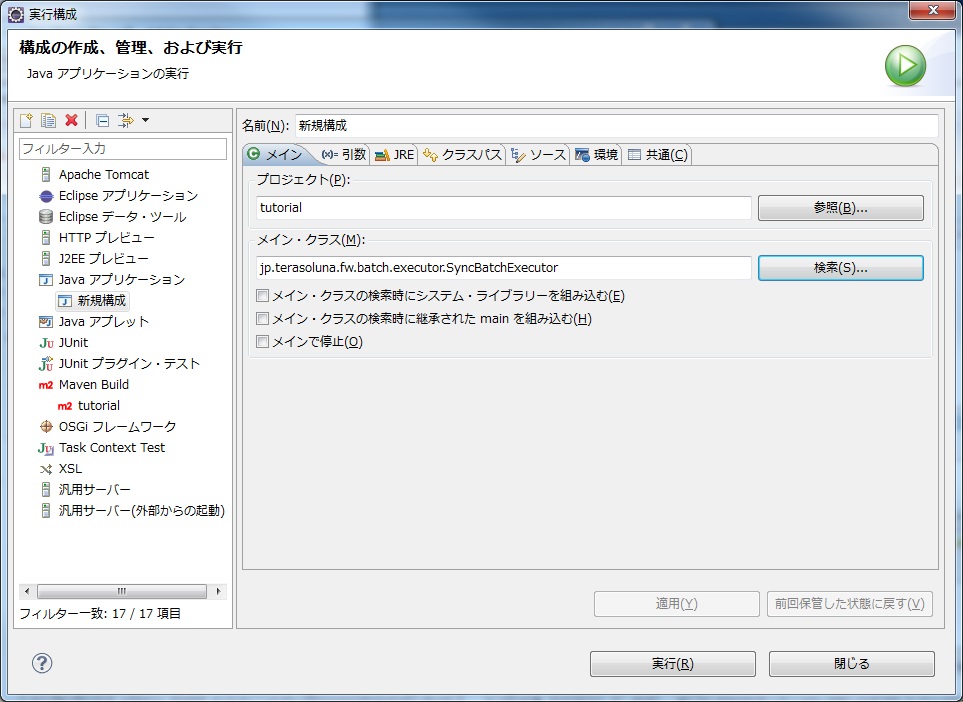 実行構成
構成の作成、管理、および実行
Java アプリケーションの実行
フィルター入力
Apache Tomcat
Eclipse アプリケーション
Eclipse データ・ツール
HTTP プレビュー
J2EE プレビュー
Java アプリケーション
新規構成
Java アプレット
Ju JUnit
JUnit プラグイン・テスト
m2 Maven Build
m2 tutorial
OSGi フレームワーク
Task Context Test
XSL
汎用サーバー
汎用サーバー(外部からの起動)
フィルター一致: 17 / 17 項目
名前(N): 新規構成
メイン (x)= 引数 JRE クラスパス ソース 環境 共通(C)
プロジェクト(P):
tutorial 参照(B)...
メイン・クラス(M):
jp.terasoluna.fw.batch.executor.SyncBatchExecutor 検索(S)...
メイン・クラスの検索時にシステム・ライブラリーを組み込む(E)
メイン・クラスの検索時に継承された main を組み込む(H)
メインで停止(O)
適用(Y) 前回保管した状態に戻す(V)
実行(R) 閉じる